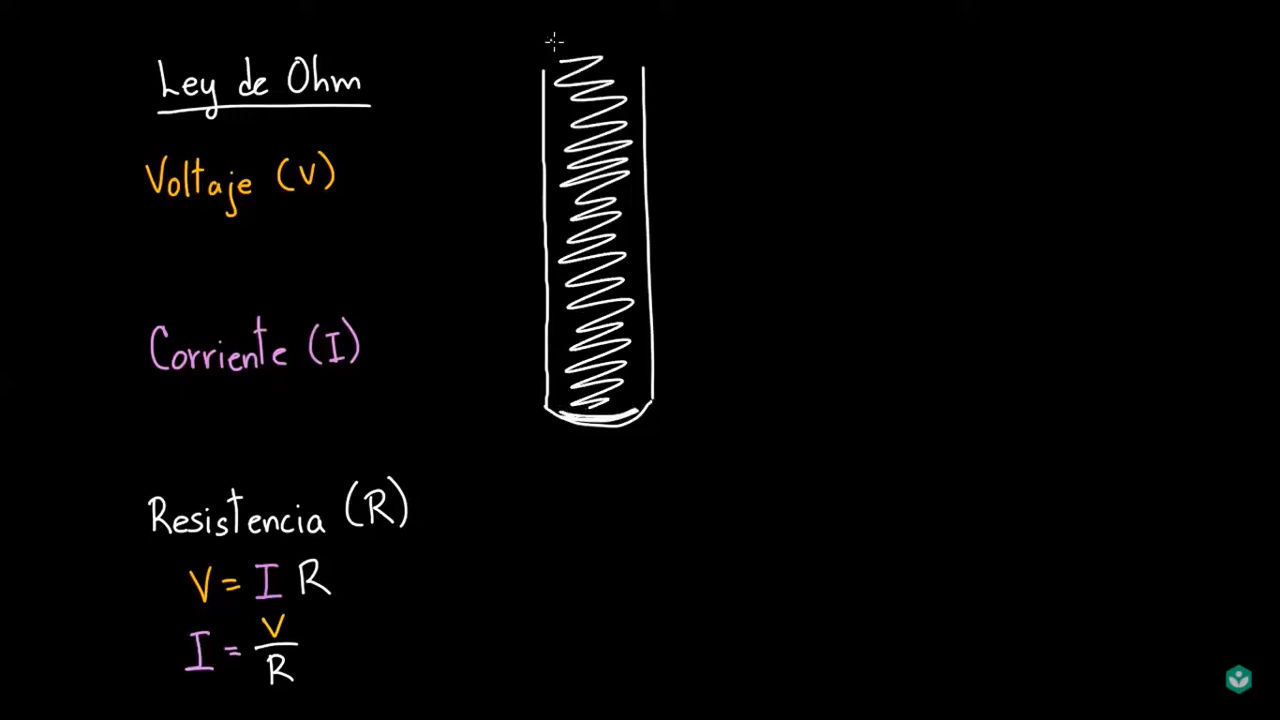 Ley de Ohm
Voltaje (V)
Corriente (I)
Resistencia (R)
V = I R
I = V/R